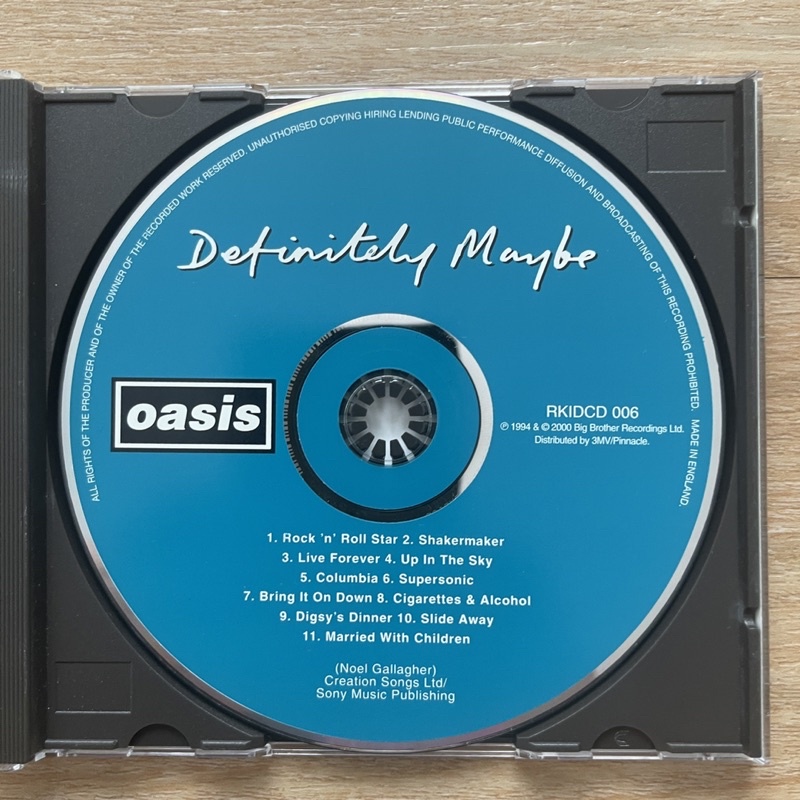 ALL RIGHTS OF THE PRODUCER AND OF THE OWNER OF THE RECORDED WORK RESERVED. UNAUTHORISED COPYING HIRING LENDING PUBLIC PERFORMANCE DIFFUSION AND BROADCASTING OF THIS RECORDING PROHIBITED. MADE IN ENGLAND.
Definitely Maybe
oasis
RKIDCD 006
℗ 1994 & © 2000 Big Brother Recordings Ltd.
Distributed by 3MV/Pinnacle.
1. Rock 'n' Roll Star 2. Shakermaker
3. Live Forever 4. Up In The Sky
5. Columbia 6. Supersonic
7. Bring It On Down 8. Cigarettes & Alcohol
9. Digsy's Dinner 10. Slide Away
11. Married With Children
(Noel Gallagher)
Creation Songs Ltd/
Sony Music Publishing